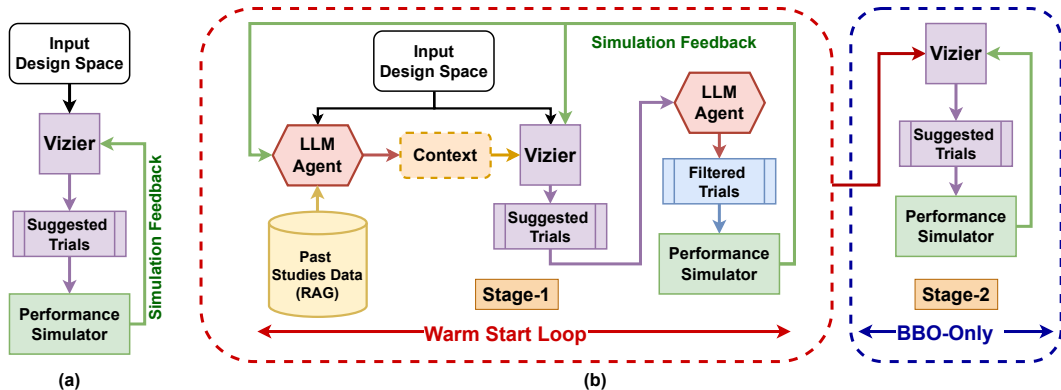 Input
Design Space
Vizier
Suggested
Trials
Performance
Simulator
Simulation Feedback
(a)
Input
Design Space
Simulation Feedback
LLM
Agent
Context
Vizier
LLM
Agent
Filtered
Trials
Suggested
Trials
Past
Studies Data
(RAG)
Performance
Simulator
Stage-1
Warm Start Loop
(b)
Vizier
Suggested
Trials
Performance
Simulator
Stage-2
BBO-Only